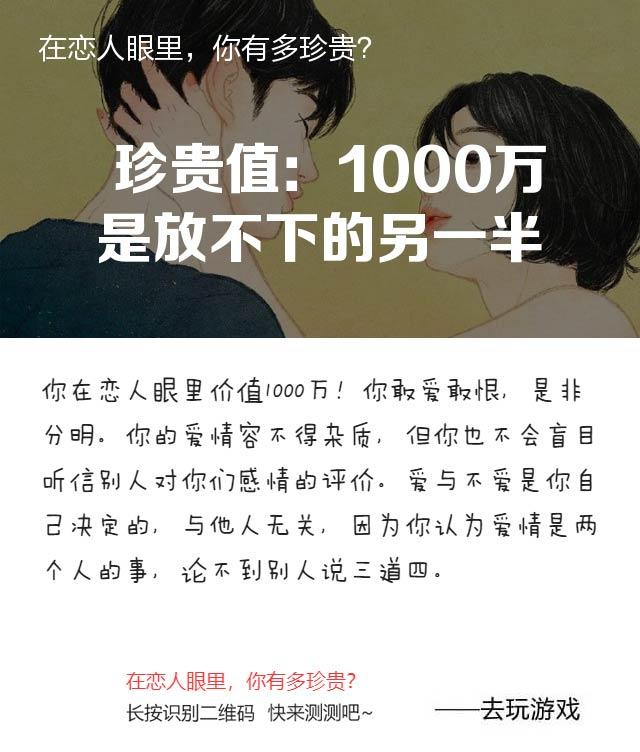 在恋人眼里，你有多珍贵？
珍贵值：1000万
是放不下的另一半
你在恋人眼里价值1000万！你敢爱敢恨，是非
分明。你的爱情容不得杂质，但你也不会盲目
听信别人对你们感情的评价。爱与不爱是你自
己决定的，与他人无关，因为你认为爱情是两
个人的事，论不到别人说三道四。
在恋人眼里，你有多珍贵？
长按识别二维码 快来测测吧~
——去玩游戏